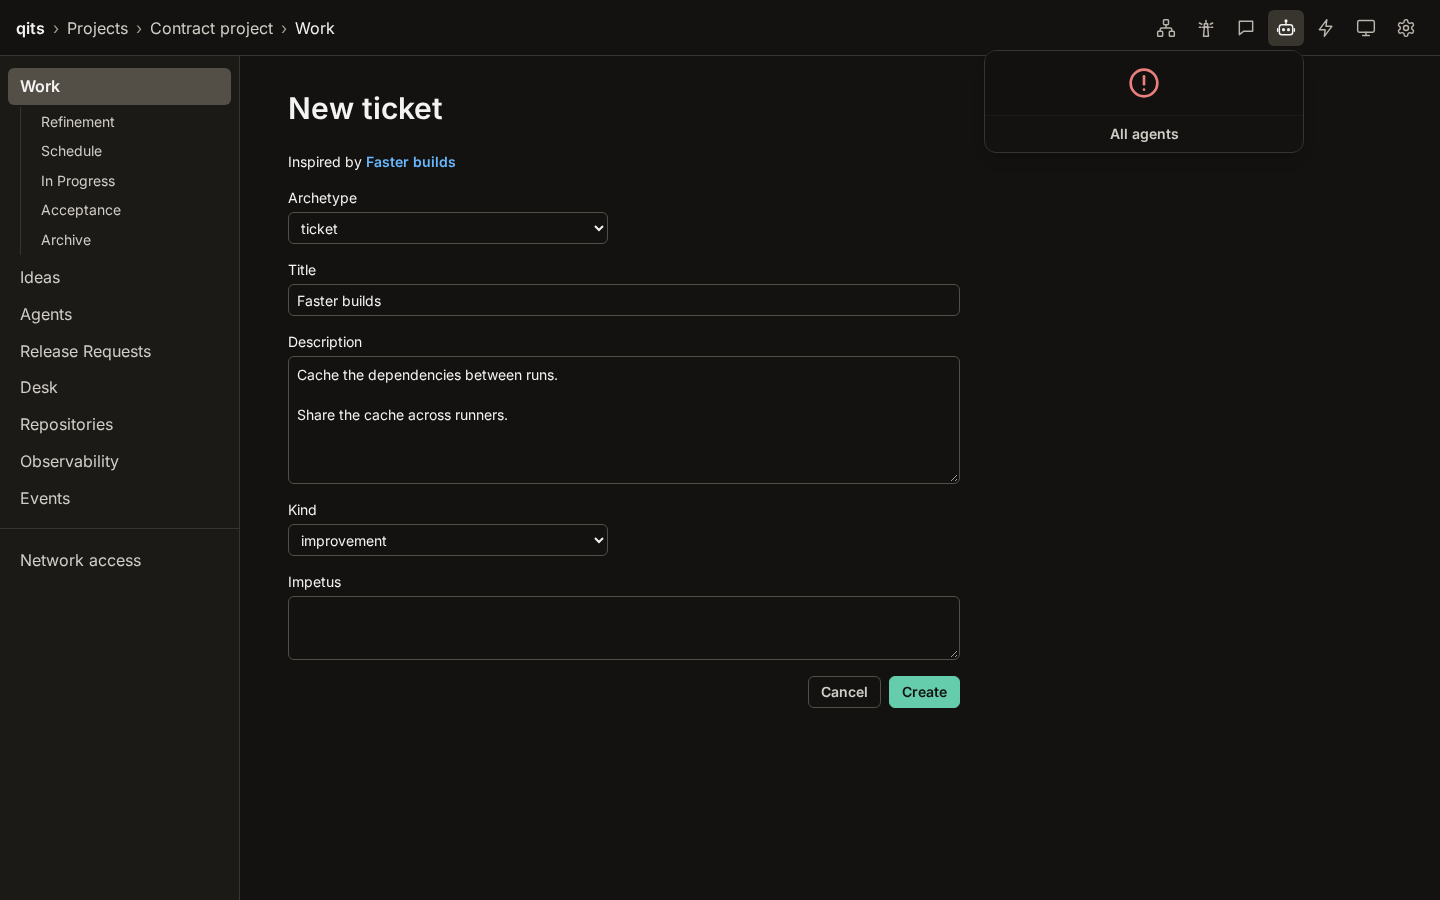 qits › Projects › Contract project › Work
Work
Refinement
Schedule
In Progress
Acceptance
Archive
Ideas
Agents
Release Requests
Desk
Repositories
Observability
Events
Network access
All agents
New ticket
Inspired by Faster builds
Archetype
ticket
Title
Faster builds
Description
Cache the dependencies between runs.
Share the cache across runners.
Kind
improvement
Impetus
Cancel
Create